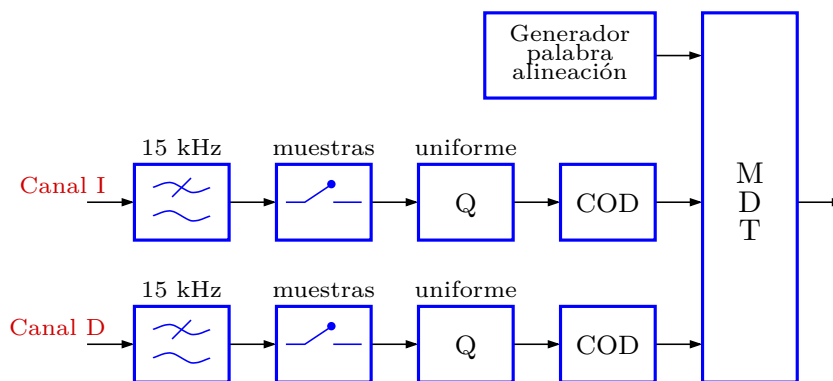 Generador
palabra
alineación
15 kHz
muestras
uniforme
Canal I
Q
COD
M
D
T
15 kHz
muestras
uniforme
Canal D
Q
COD